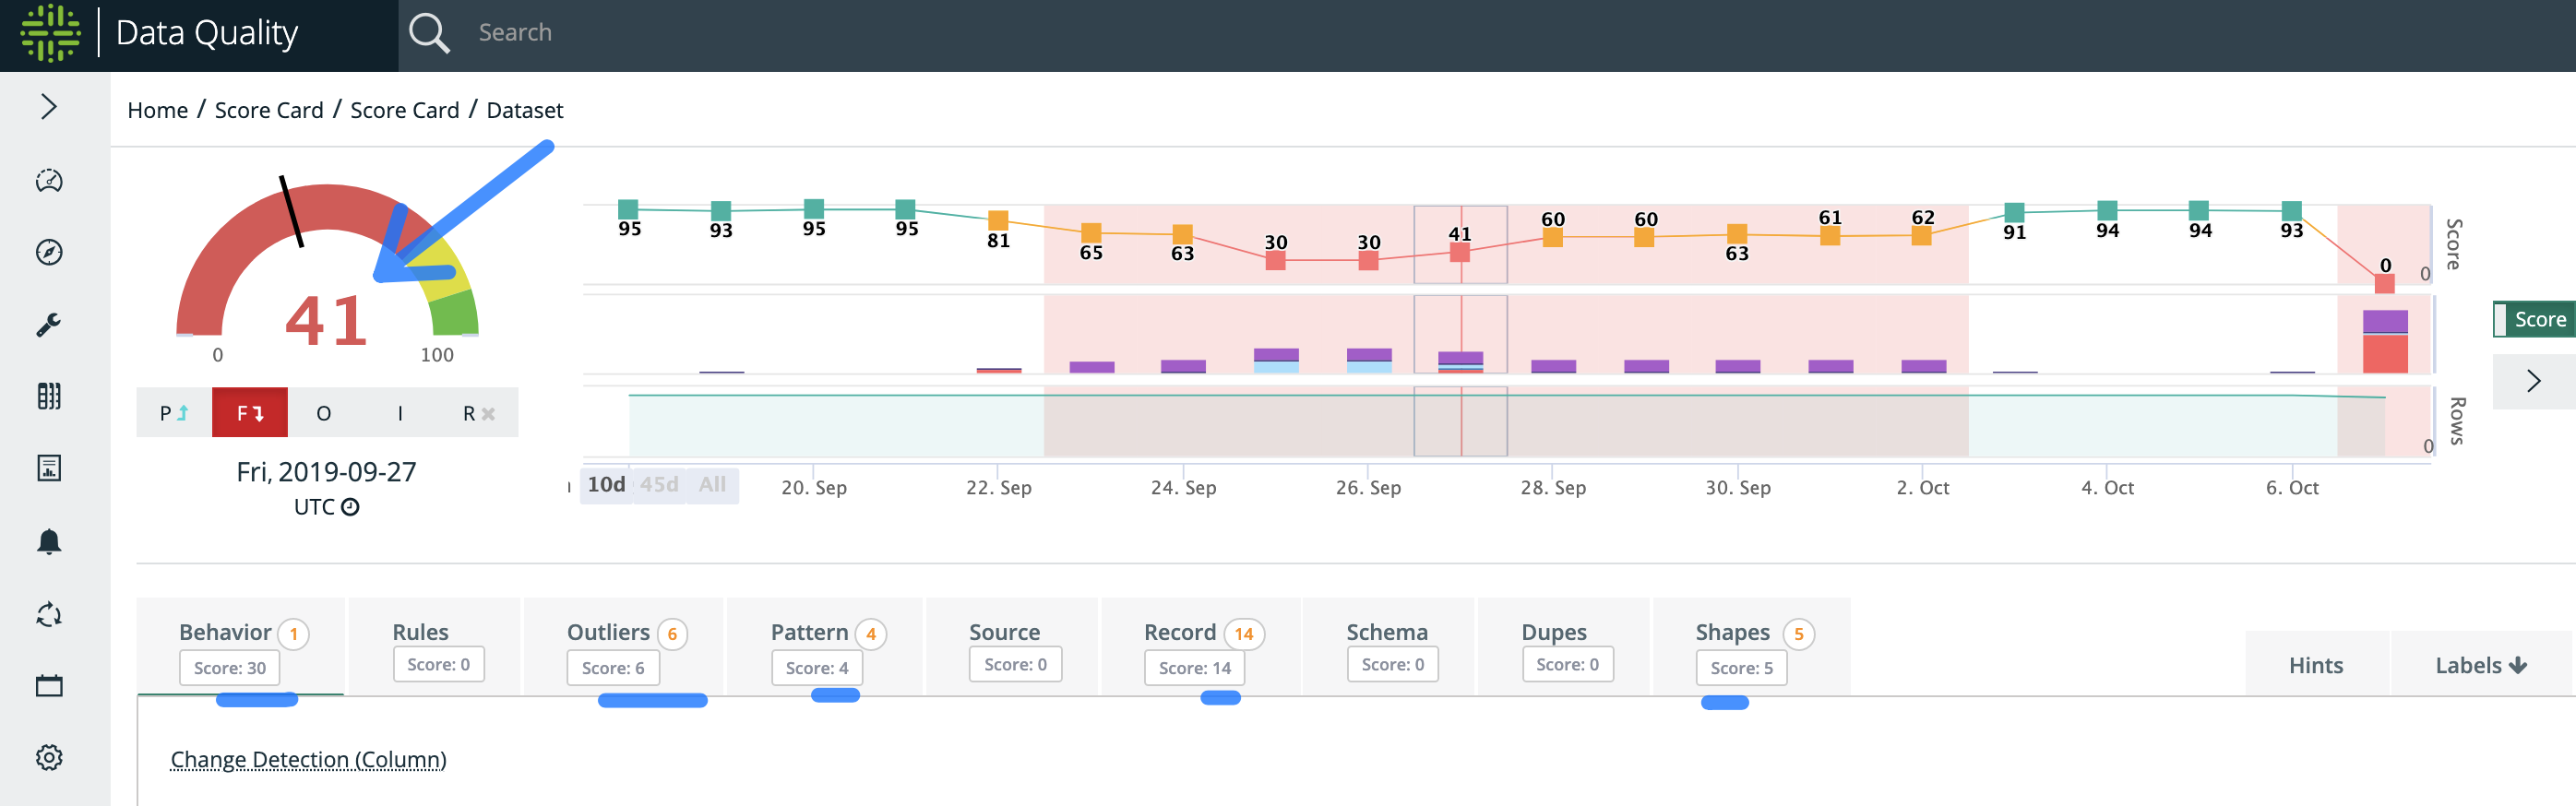 Data Quality
Search
Home / Score Card / Score Card / Dataset
41
0 100
P F O I R
Fri, 2019-09-27
UTC
95 93 95 95 81 65 63 30 30 41 60 60 63 61 62 91 94 94 93 0
Score
0
Rows
0
10d 45d All
20. Sep 22. Sep 24. Sep 26. Sep 28. Sep 30. Sep 2. Oct 4. Oct 6. Oct
Score
Behavior 1
Score: 30
Rules
Score: 0
Outliers 6
Score: 6
Pattern 4
Score: 4
Source
Score: 0
Record 14
Score: 14
Schema
Score: 0
Dupes
Score: 0
Shapes 5
Score: 5
Hints
Labels
Change Detection (Column)